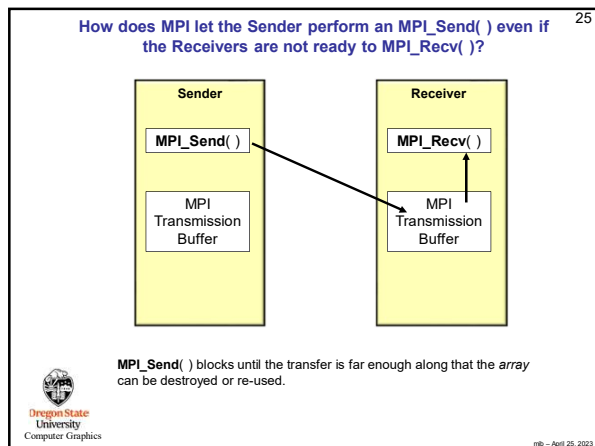 25
How does MPI let the Sender perform an MPI_Send( ) even if
the Receivers are not ready to MPI_Recv( )?
Sender
Receiver
MPI_Send( )
MPI_Recv( )
MPI
Transmission
Buffer
MPI
Transmission
Buffer
MPI_Send( ) blocks until the transfer is far enough along that the array
can be destroyed or re-used.
Oregon State
University
Computer Graphics
mjb – April 25, 2023